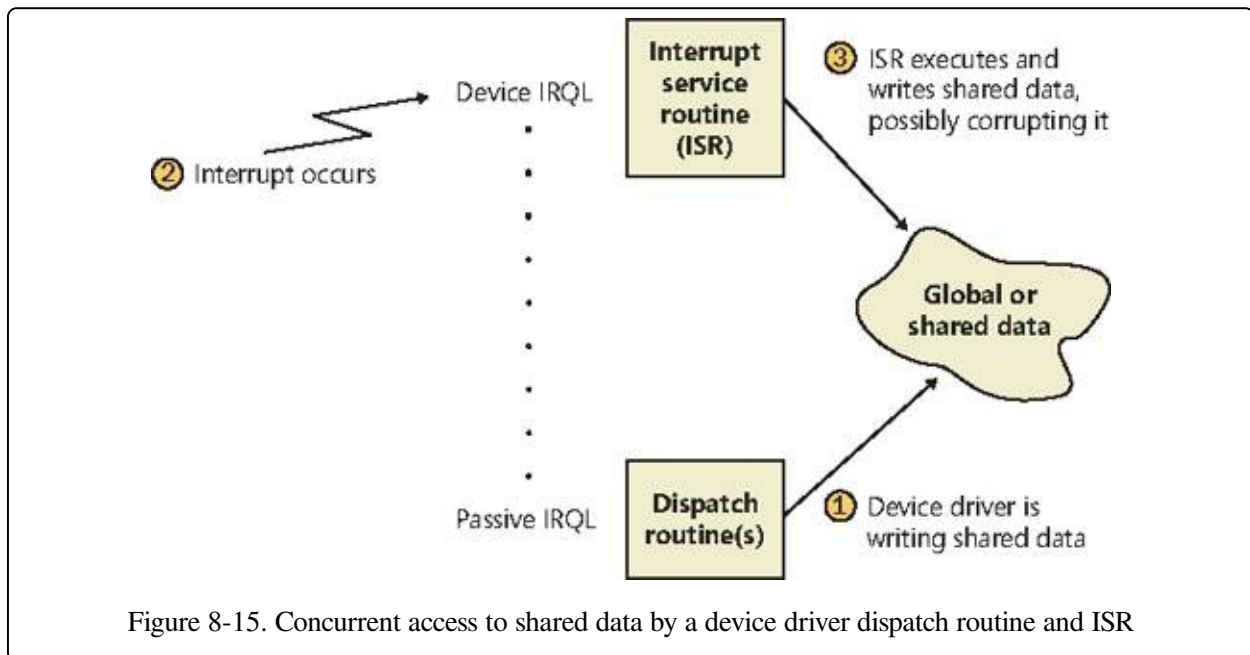 Device IRQL
Interrupt
service
routine
(ISR)
3 ISR executes and
writes shared data,
possibly corrupting it
2 Interrupt occurs
Global or
shared data
Passive IRQL
Dispatch
routine(s)
1 Device driver is
writing shared data
Figure 8-15. Concurrent access to shared data by a device driver dispatch routine and ISR